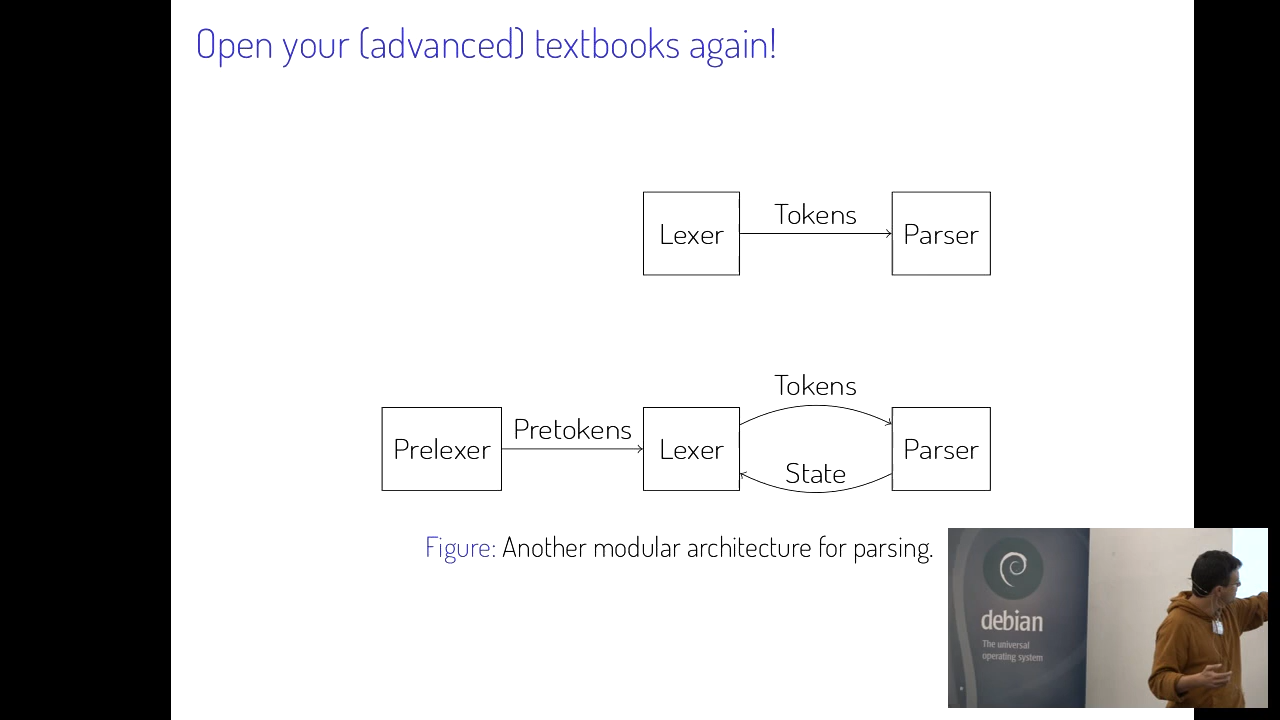 Open your (advanced) textbooks again!
Lexer
Tokens
Parser
Prelexer
Pretokens
Lexer
Tokens
State
Parser
Figure: Another modular architecture for parsing.
debian
The universal
operating system